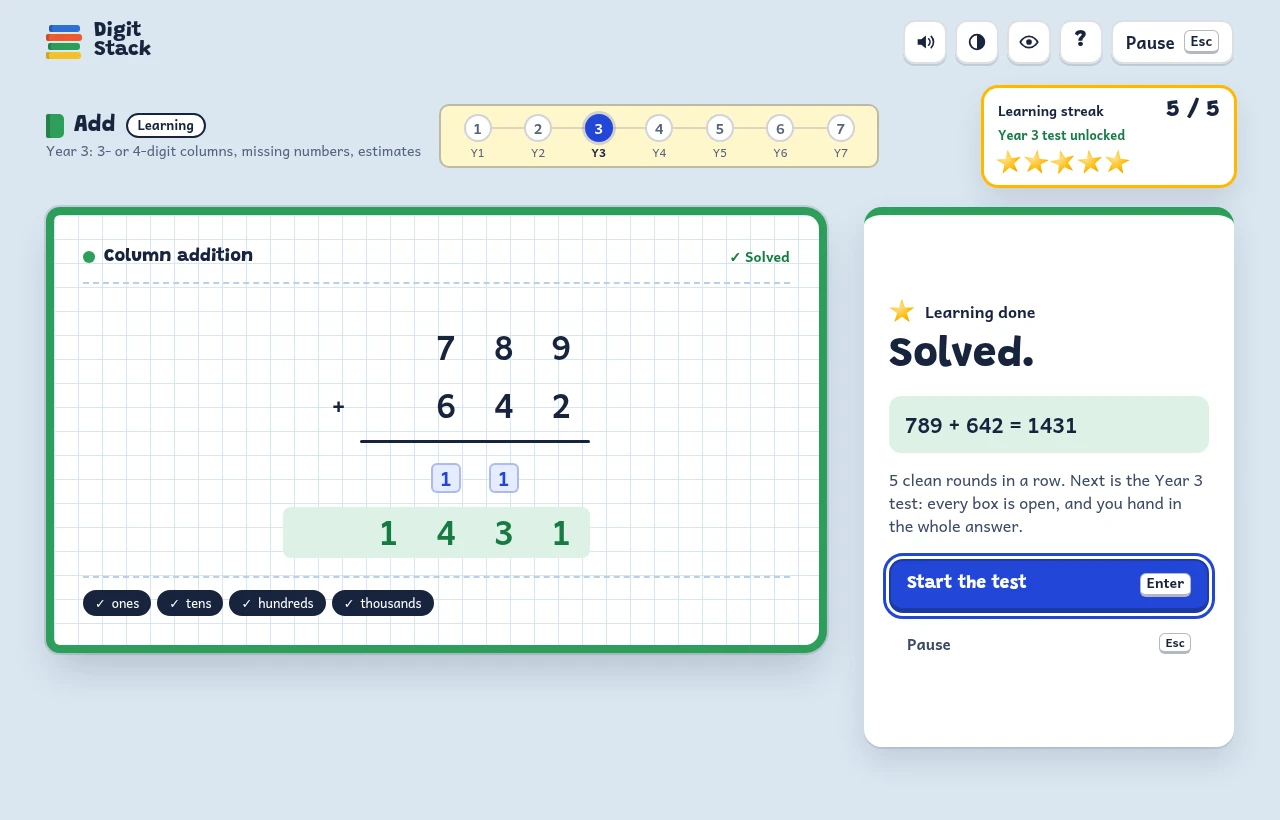 Digit
Stack
?
Pause Esc
Add Learning
Year 3: 3- or 4-digit columns, missing numbers, estimates
1 2 3 4 5 6 7
Y1 Y2 Y3 Y4 Y5 Y6 Y7
Learning streak 5 / 5
Year 3 test unlocked
Column addition ✓ Solved
7 8 9
+ 6 4 2
1 1
1 4 3 1
✓ ones ✓ tens ✓ hundreds ✓ thousands
Learning done
Solved.
789 + 642 = 1431
5 clean rounds in a row. Next is the Year 3
test: every box is open, and you hand in
the whole answer.
Start the test Enter
Pause Esc